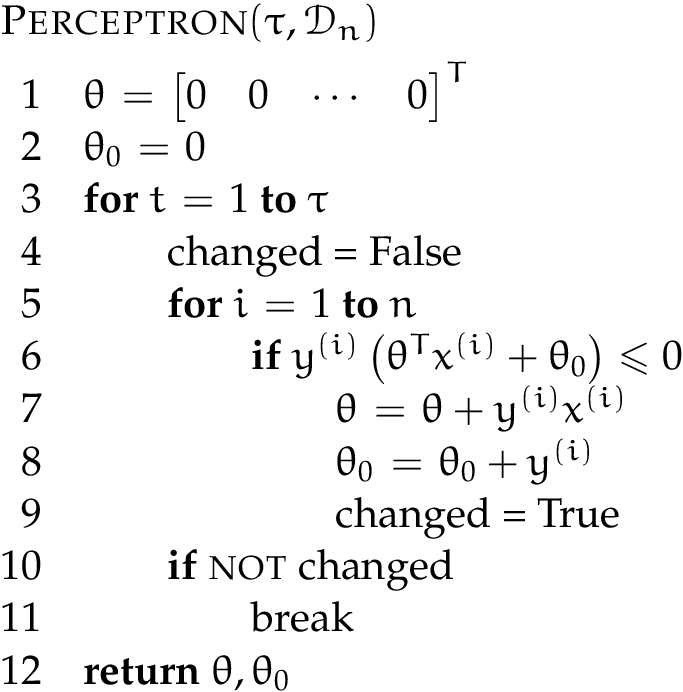 PERCEPTRON(τ, 𝒟ₙ)
1 θ = [0 0 ⋯ 0]ᵀ
2 θ₀ = 0
3 for t = 1 to τ
4 changed = False
5 for i = 1 to n
6 if y⁽ⁱ⁾ (θᵀx⁽ⁱ⁾ + θ₀) ⩽ 0
7 θ = θ + y⁽ⁱ⁾x⁽ⁱ⁾
8 θ₀ = θ₀ + y⁽ⁱ⁾
9 changed = True
10 if NOT changed
11 break
12 return θ, θ₀